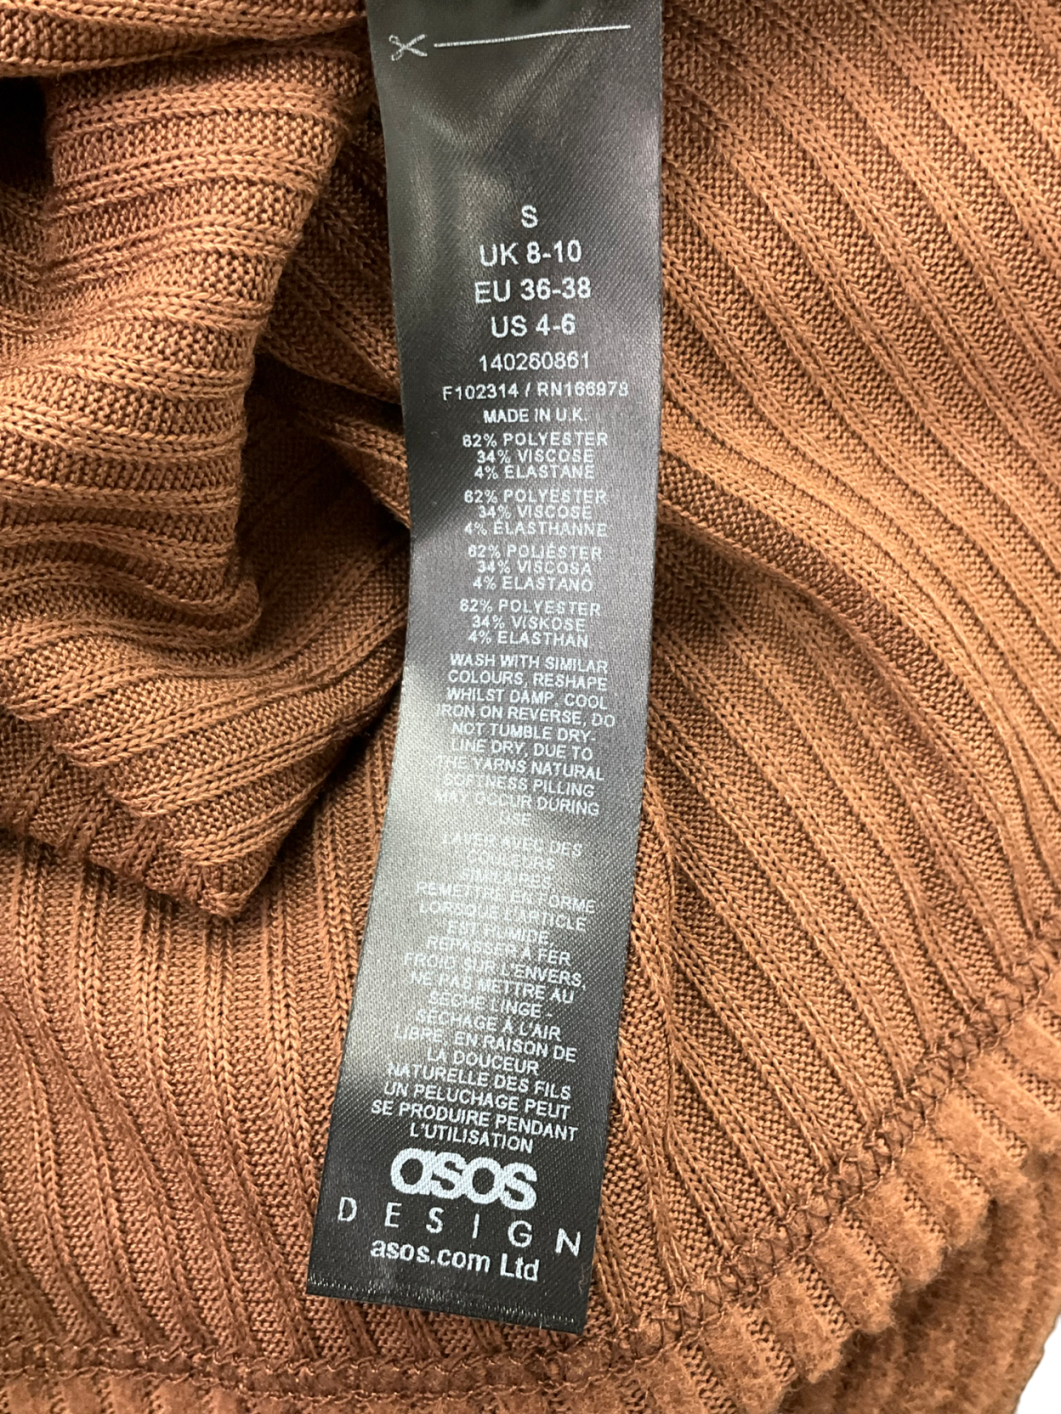 S
UK 8-10
EU 36-38
US 4-6
140260861
F102314 / RN166978
MADE IN U.K.
62% POLYESTER
34% VISCOSE
4% ELASTANE
62% POLYESTER
34% VISCOSE
4% ÉLASTHANNE
62% POLIÉSTER
34% VISCOSA
4% ELASTANO
62% POLYESTER
34% VISKOSE
4% ELASTHAN
WASH WITH SIMILAR
COLOURS, RESHAPE
WHILST DAMP, COOL
IRON ON REVERSE, DO
NOT TUMBLE DRY-
LINE DRY, DUE TO
THE YARNS NATURAL
SOFTNESS PILLING
MAY OCCUR DURING
USE
LAVER AVEC DES
COULEURS
SIMILAIRES,
REMETTRE EN FORME
LORSQUE L'ARTICLE
EST HUMIDE,
REPASSER À FER
FROID SUR L'ENVERS,
NE PAS METTRE AU
SÈCHE LINGE -
SÉCHAGE À L'AIR
LIBRE, EN RAISON DE
LA DOUCEUR
NATURELLE DES FILS
UN PELUCHAGE PEUT
SE PRODUIRE PENDANT
L'UTILISATION
asos
DESIGN
asos.com Ltd